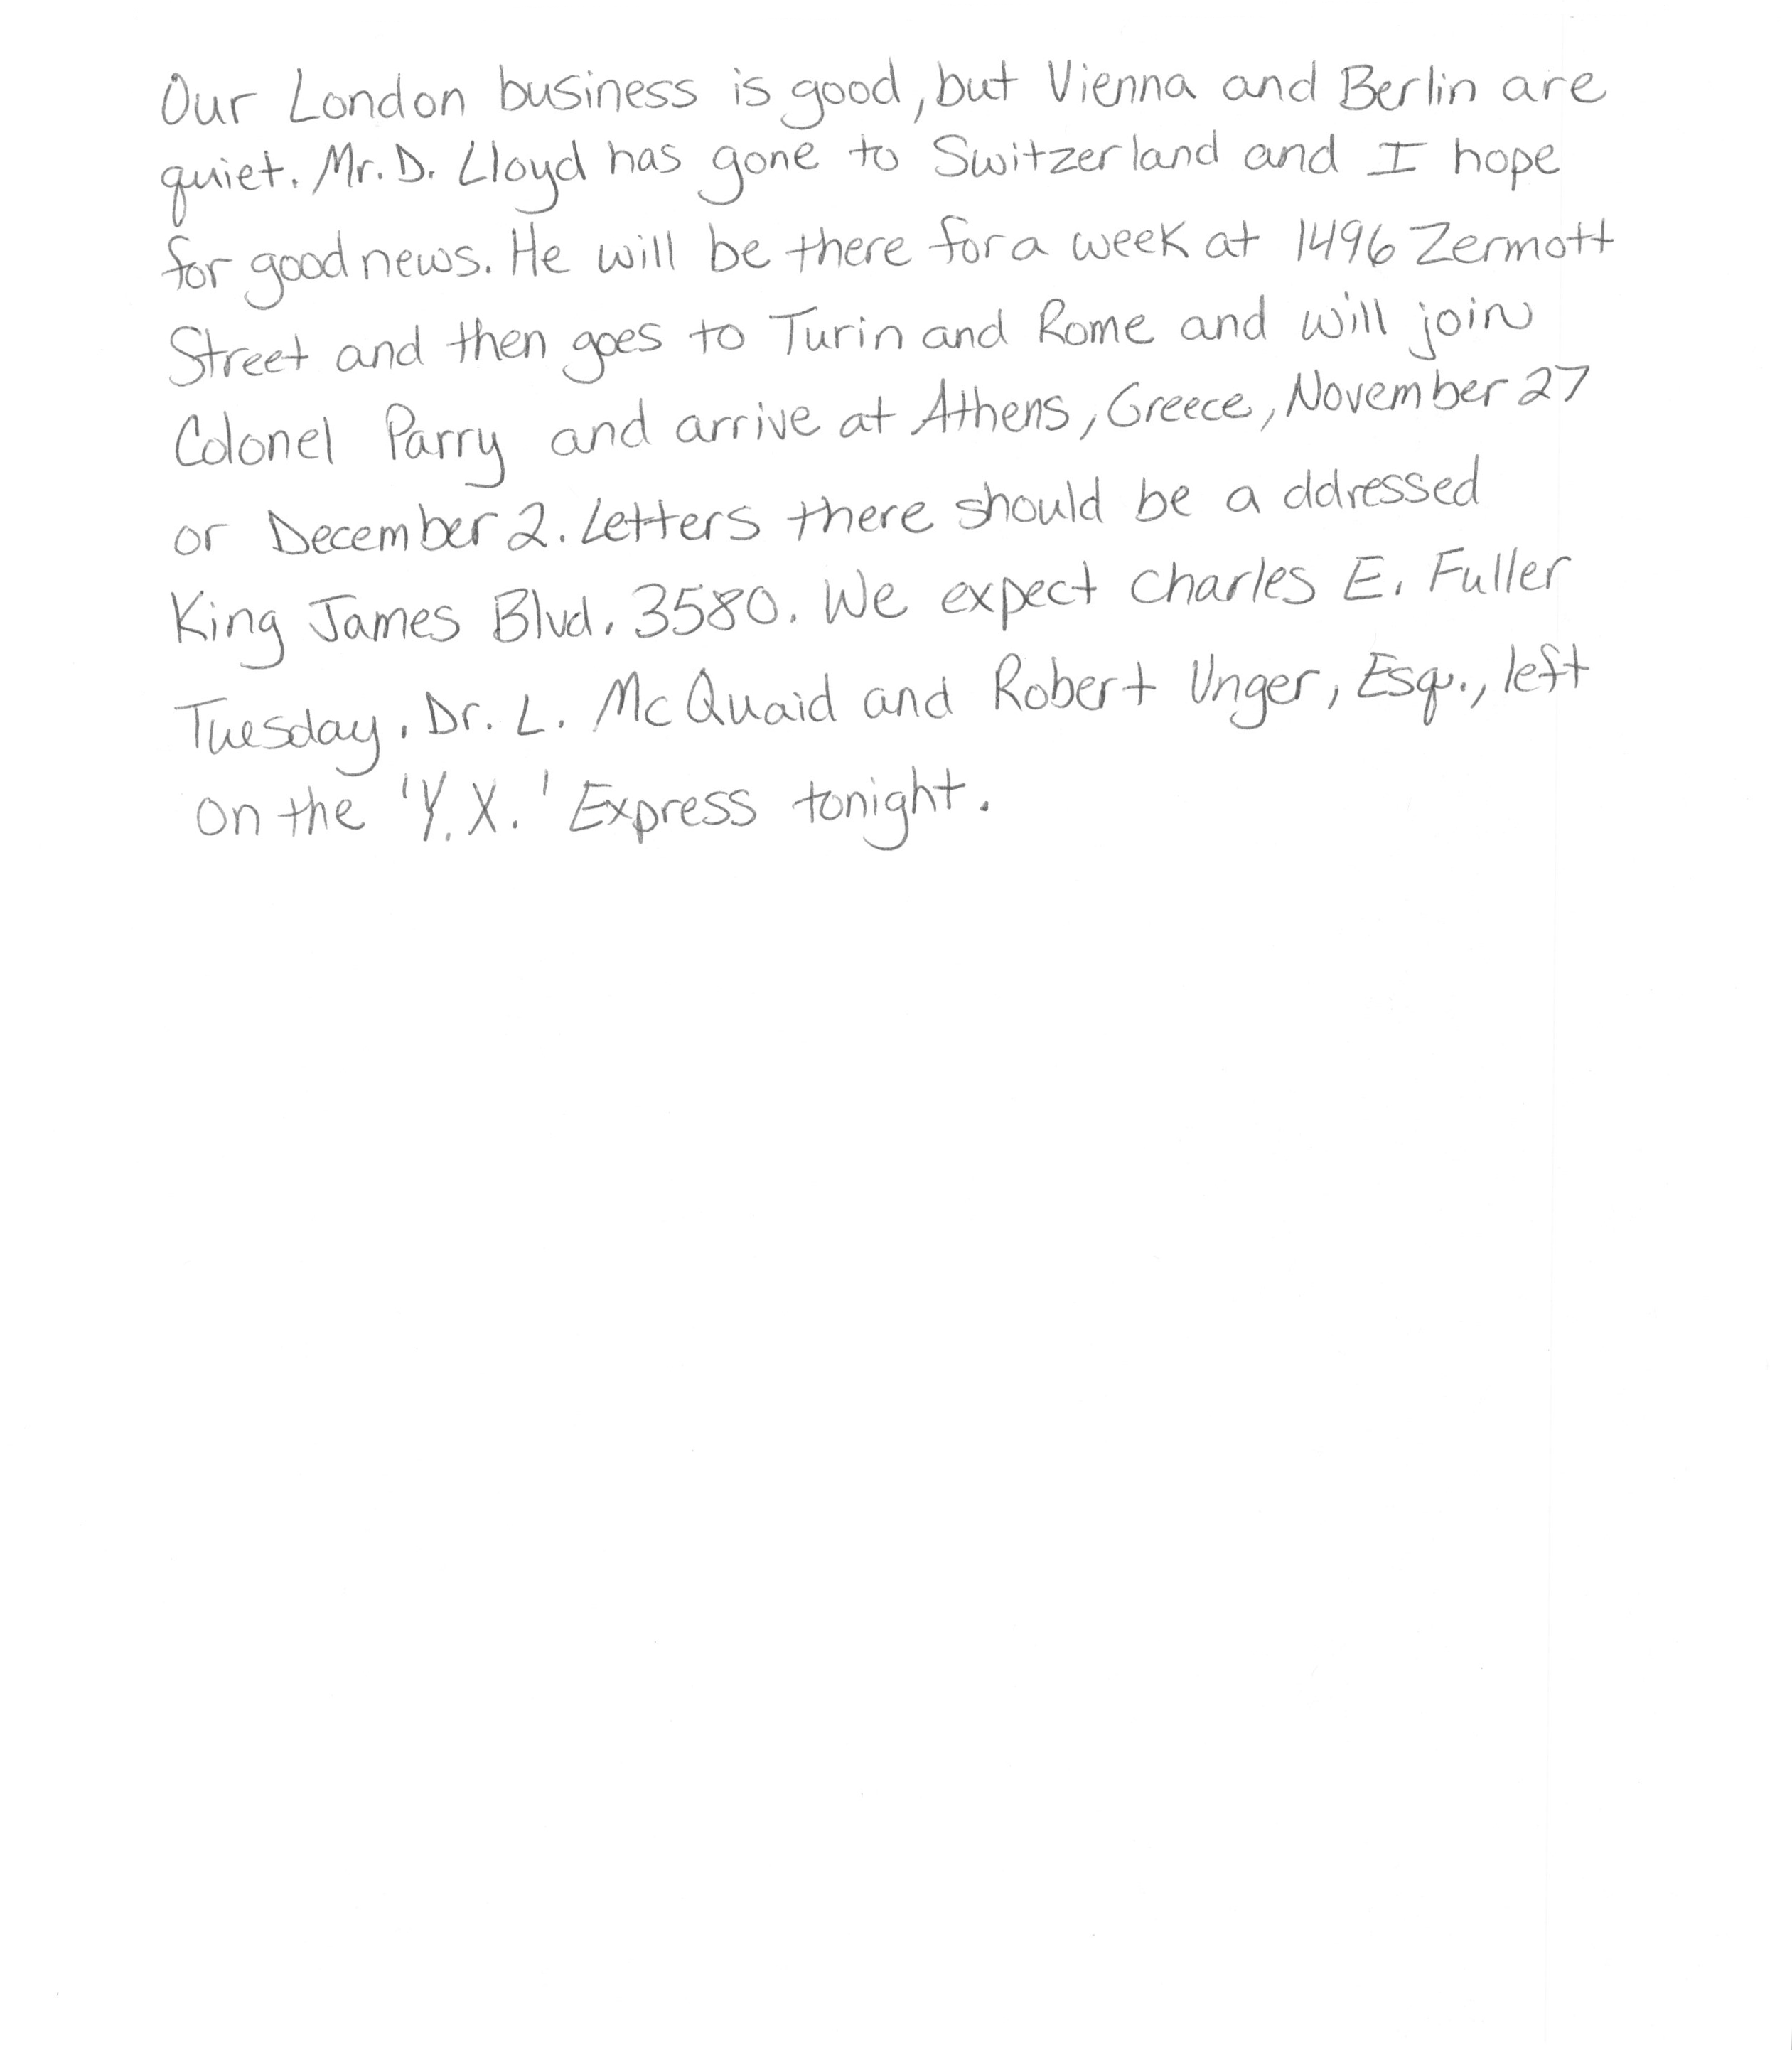 Our London business is good, but Vienna and Berlin are
quiet. Mr. D. Lloyd has gone to Switzerland and I hope
for good news. He will be there for a week at 1496 Zermott
Street and then goes to Turin and Rome and will join
Colonel Parry and arrive at Athens, Greece, November 27
or December 2. Letters there should be addressed
King James Blvd. 3580. We expect Charles E. Fuller
Tuesday. Dr. L. McQuaid and Robert Unger, Esq., left
on the 'Y.X.' Express tonight.